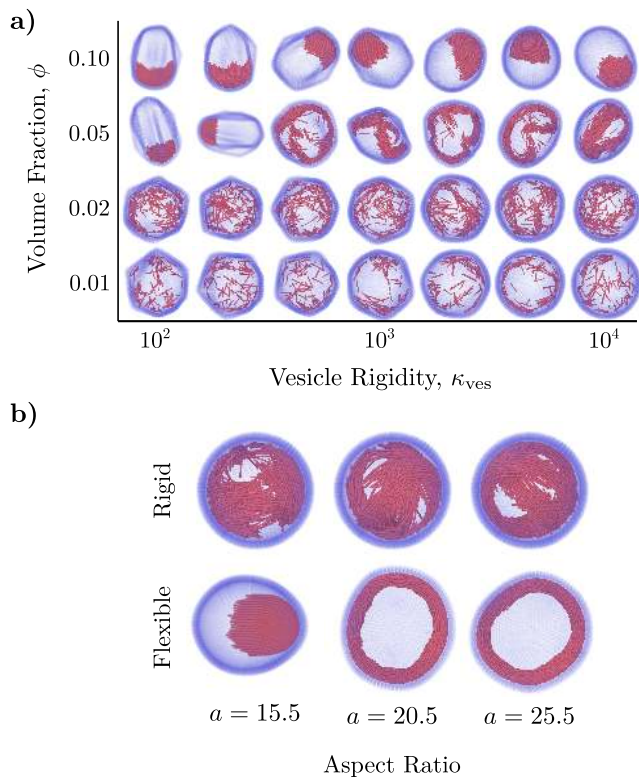 a)
Volume Fraction, ϕ
0.10
0.05
0.02
0.01
10²
10³
10⁴
Vesicle Rigidity, κ_ves
b)
Rigid
Flexible
a = 15.5
a = 20.5
a = 25.5
Aspect Ratio